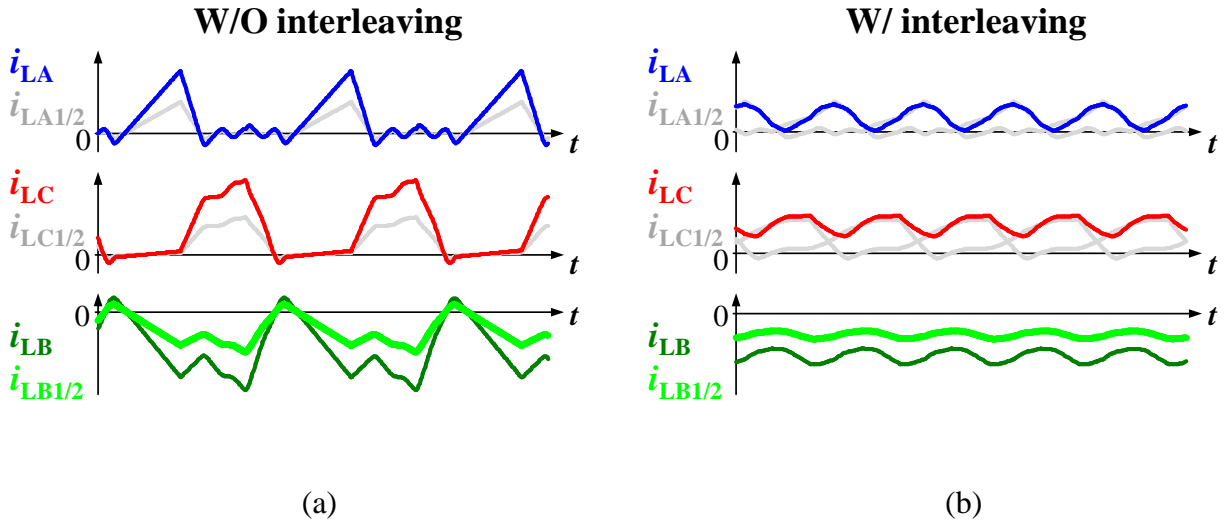 W/O interleaving
iLA
iLA1/2
0
t
iLC
iLC1/2
0
t
0
t
iLB
iLB1/2
(a)
W/ interleaving
iLA
iLA1/2
0
t
iLC
iLC1/2
0
t
0
t
iLB
iLB1/2
(b)